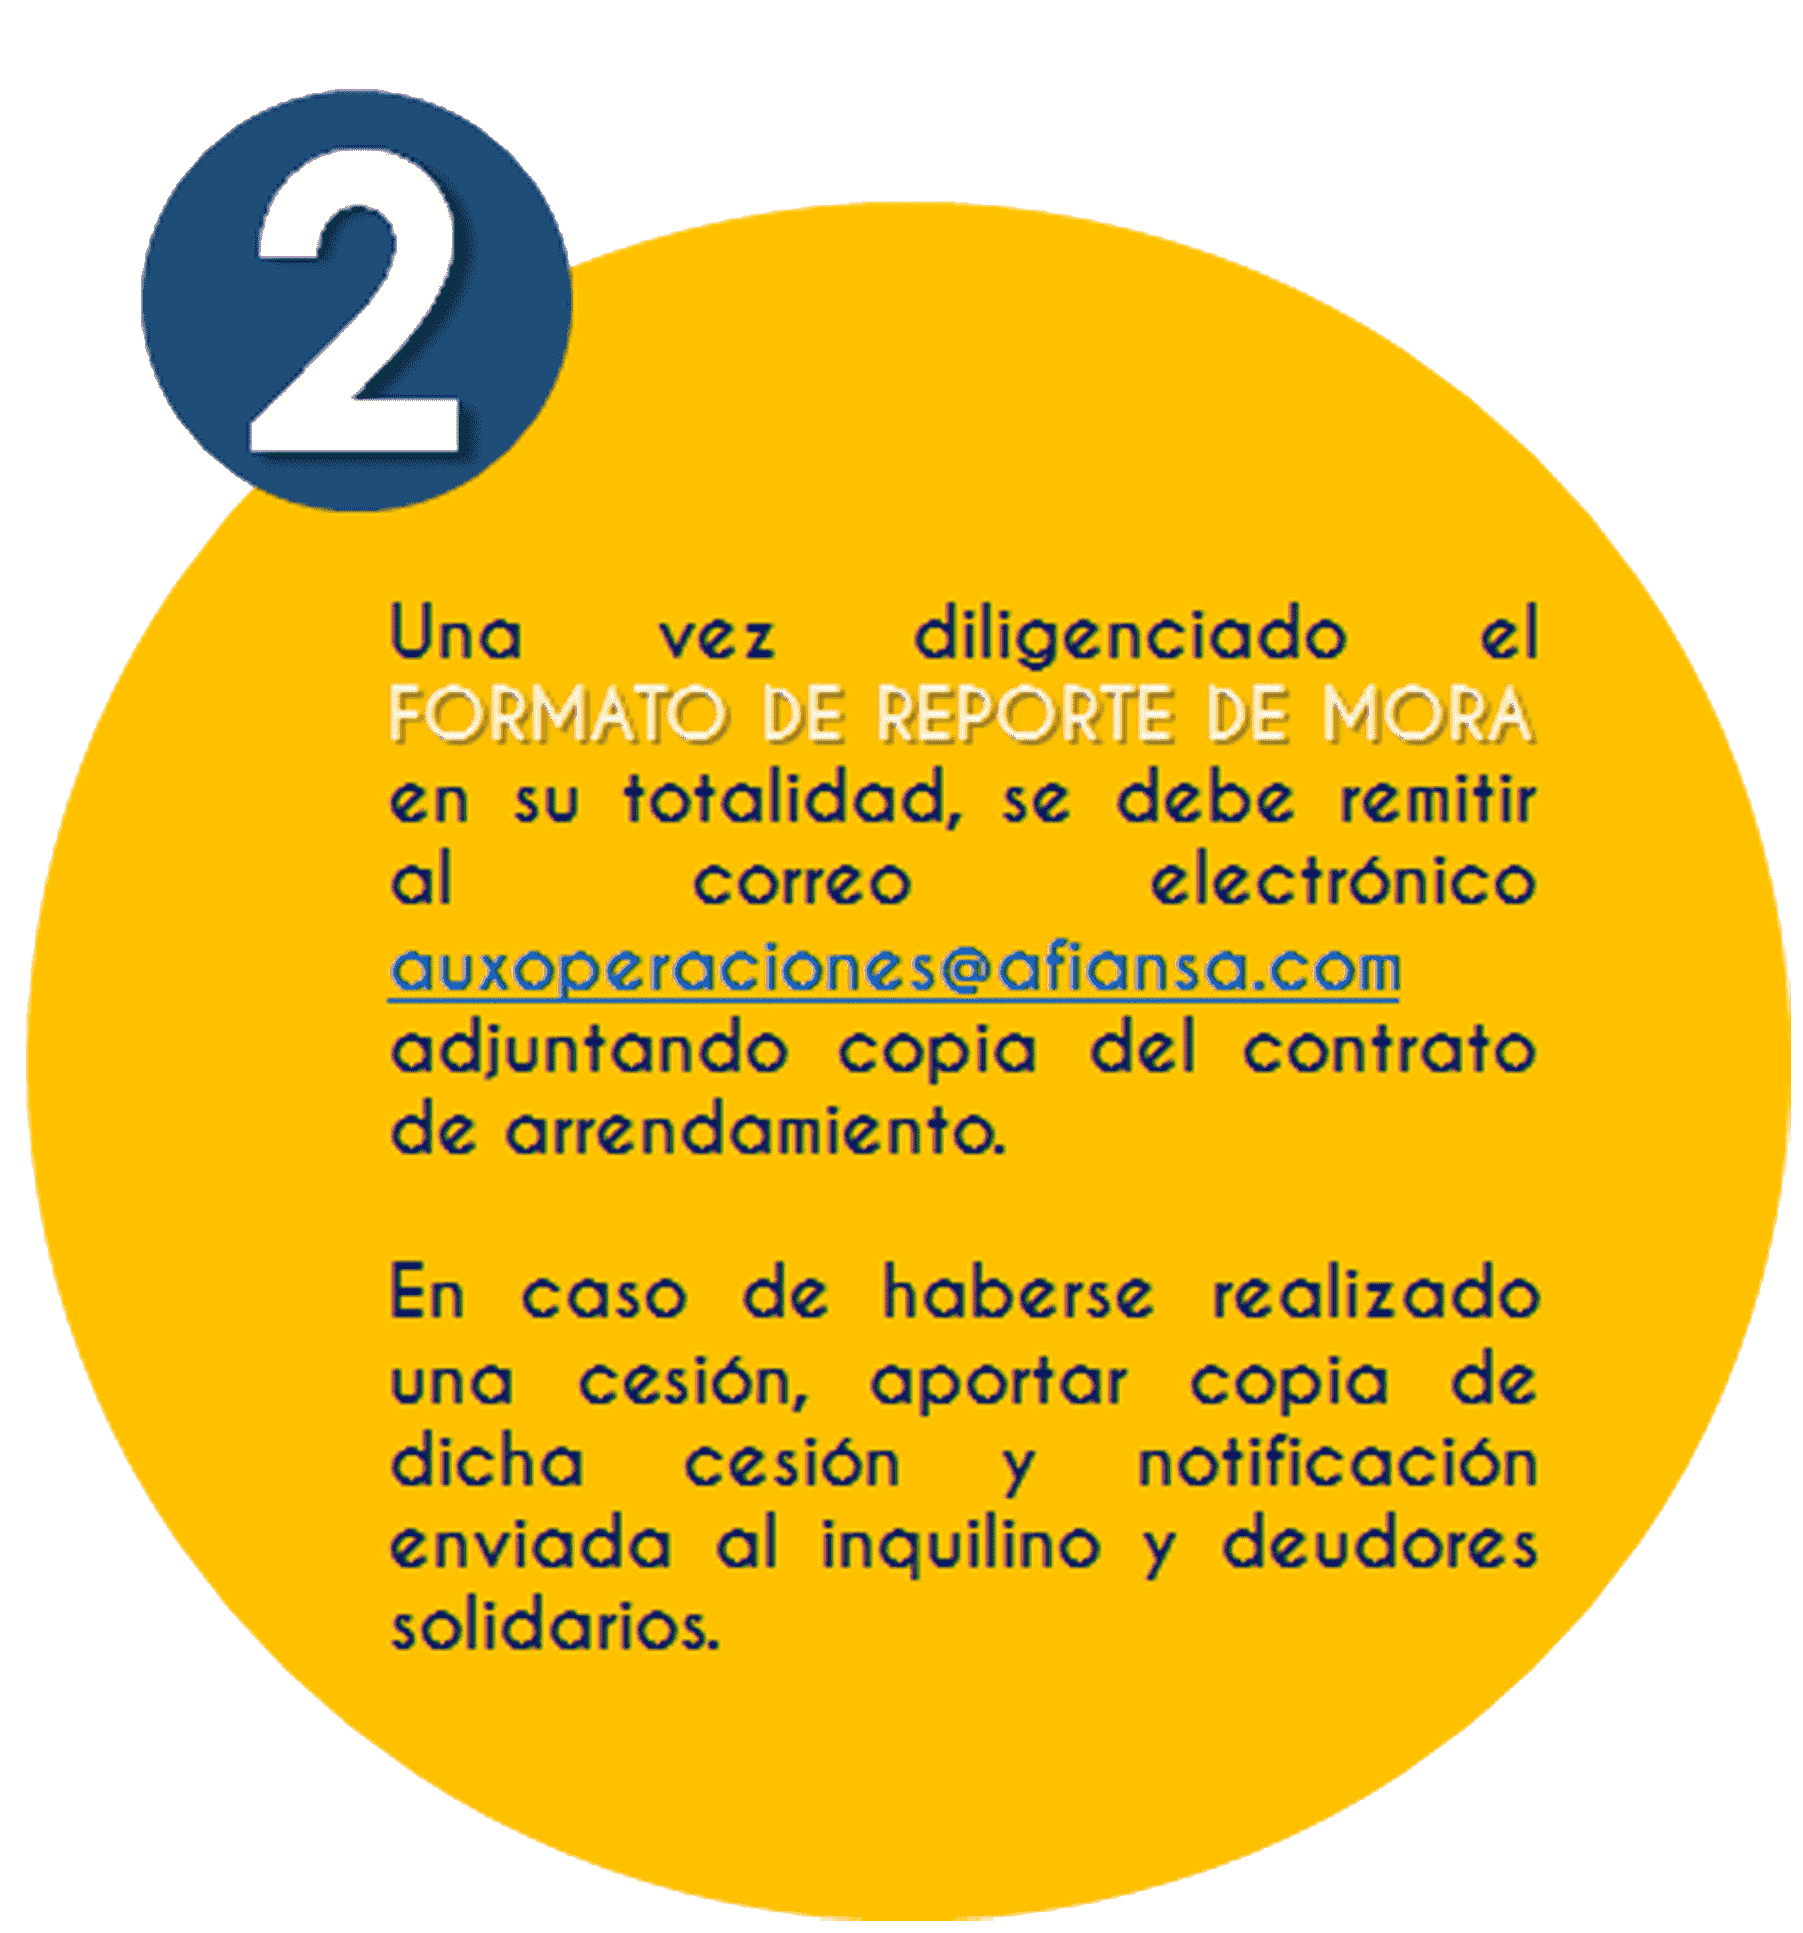 2
Una vez diligenciado el
FORMATO DE REPORTE DE MORA
en su totalidad, se debe remitir
al correo electrónico
auxoperaciones@afiansa.com
adjuntando copia del contrato
de arrendamiento.
En caso de haberse realizado
una cesión, aportar copia de
dicha cesión y notificación
enviada al inquilino y deudores
solidarios.